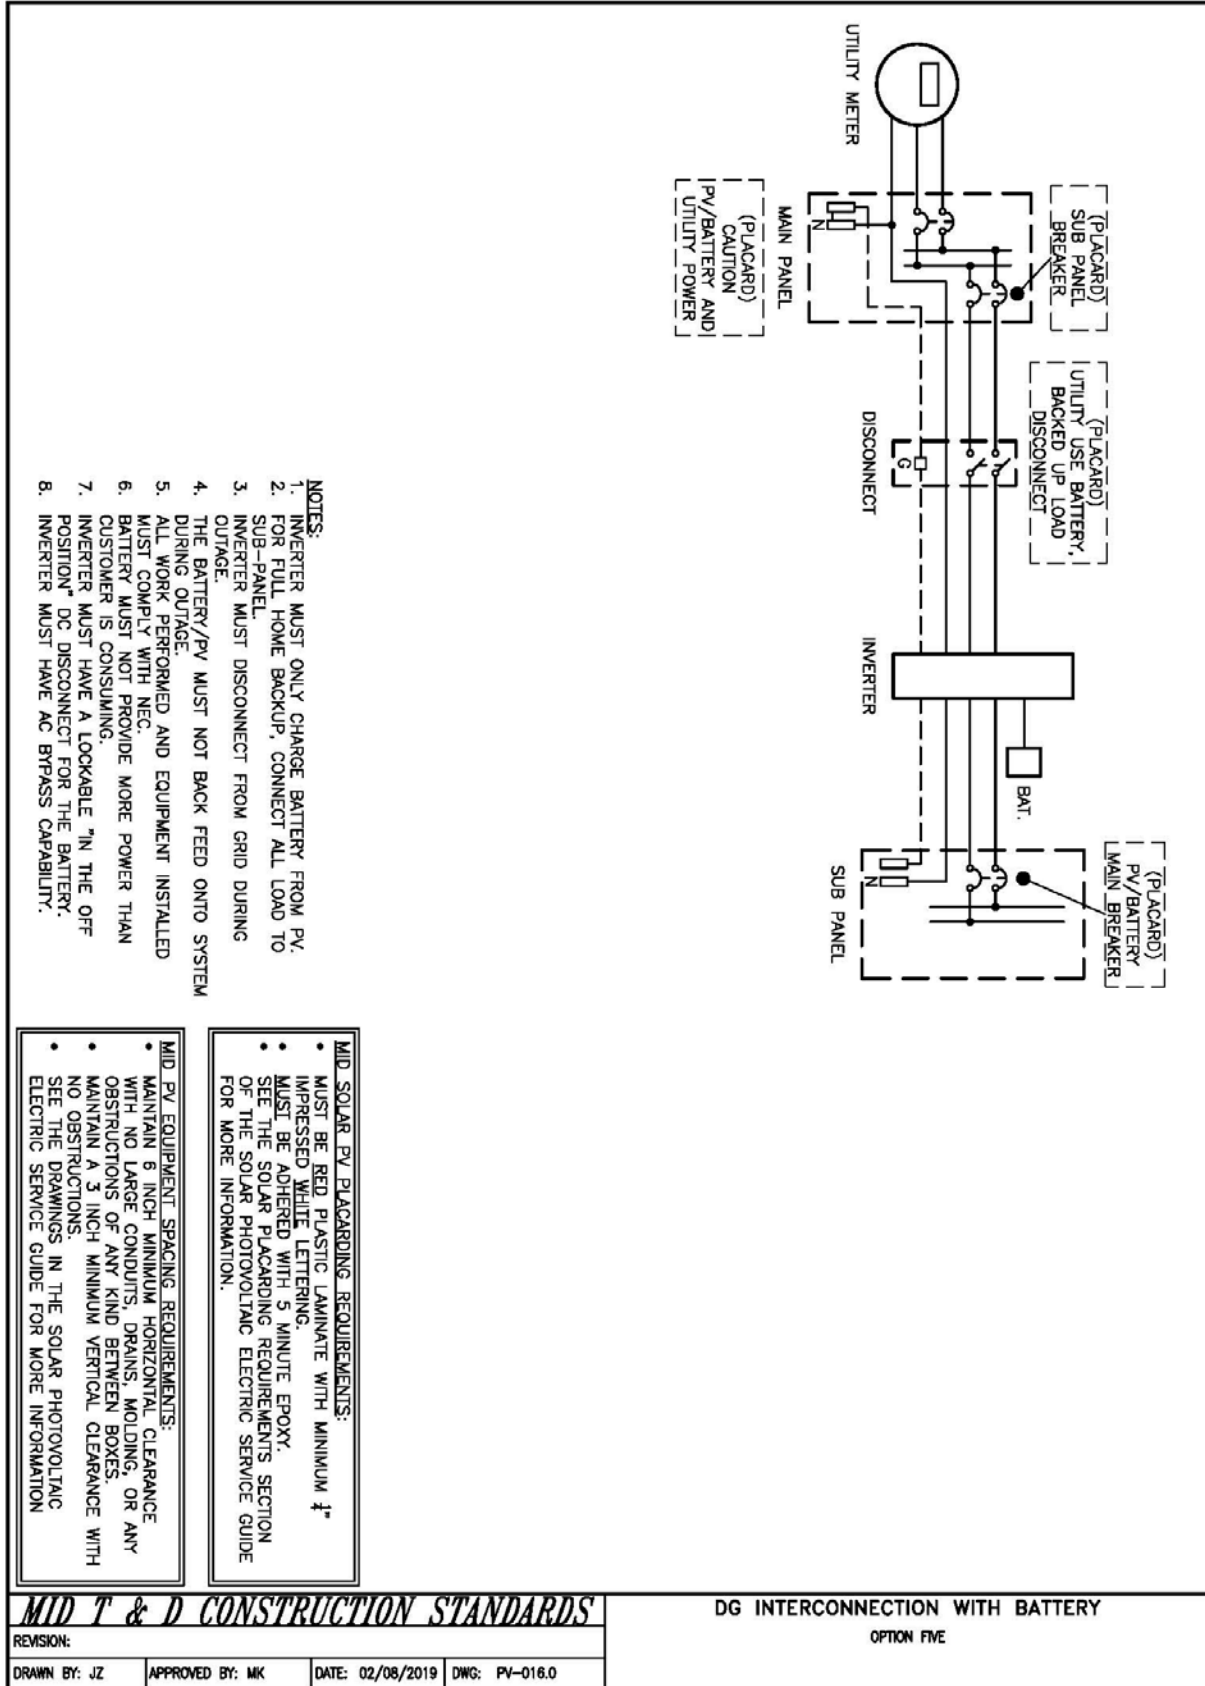 UTILITY METER
(PLACARD)
SUB PANEL
BREAKER
MAIN PANEL
N
(PLACARD)
CAUTION
PV/BATTERY AND
UTILITY POWER
(PLACARD)
UTILITY USE BATTERY,
BACKED UP LOAD
DISCONNECT
G
DISCONNECT
INVERTER
BAT.
(PLACARD)
PV/BATTERY
MAIN BREAKER
N
SUB PANEL
NOTES:
1. INVERTER MUST ONLY CHARGE BATTERY FROM PV.
2. FOR FULL HOME BACKUP, CONNECT ALL LOAD TO
SUB-PANEL.
3. INVERTER MUST DISCONNECT FROM GRID DURING
OUTAGE.
4. THE BATTERY/PV MUST NOT BACK FEED ONTO SYSTEM
DURING OUTAGE.
5. ALL WORK PERFORMED AND EQUIPMENT INSTALLED
MUST COMPLY WITH NEC.
6. BATTERY MUST NOT PROVIDE MORE POWER THAN
CUSTOMER IS CONSUMING.
7. INVERTER MUST HAVE A LOCKABLE "IN THE OFF
POSITION" DC DISCONNECT FOR THE BATTERY.
8. INVERTER MUST HAVE AC BYPASS CAPABILITY.
MID SOLAR PV PLACARDING REQUIREMENTS:
• MUST BE RED PLASTIC LAMINATE WITH MINIMUM ¼"
IMPRESSED WHITE LETTERING.
• MUST BE ADHERED WITH 5 MINUTE EPOXY.
• SEE THE SOLAR PLACARDING REQUIREMENTS SECTION
OF THE SOLAR PHOTOVOLTAIC ELECTRIC SERVICE GUIDE
FOR MORE INFORMATION.
MID PV EQUIPMENT SPACING REQUIREMENTS:
• MAINTAIN 6 INCH MINIMUM HORIZONTAL CLEARANCE
WITH NO LARGE CONDUITS, DRAINS, MOLDING, OR ANY
OBSTRUCTIONS OF ANY KIND BETWEEN BOXES.
• MAINTAIN A 3 INCH MINIMUM VERTICAL CLEARANCE WITH
NO OBSTRUCTIONS.
• SEE THE DRAWINGS IN THE SOLAR PHOTOVOLTAIC
ELECTRIC SERVICE GUIDE FOR MORE INFORMATION
MID T & D CONSTRUCTION STANDARDS
REVISION:
DRAWN BY: JZ APPROVED BY: MK DATE: 02/08/2019 DWG: PV-016.0
DG INTERCONNECTION WITH BATTERY
OPTION FIVE